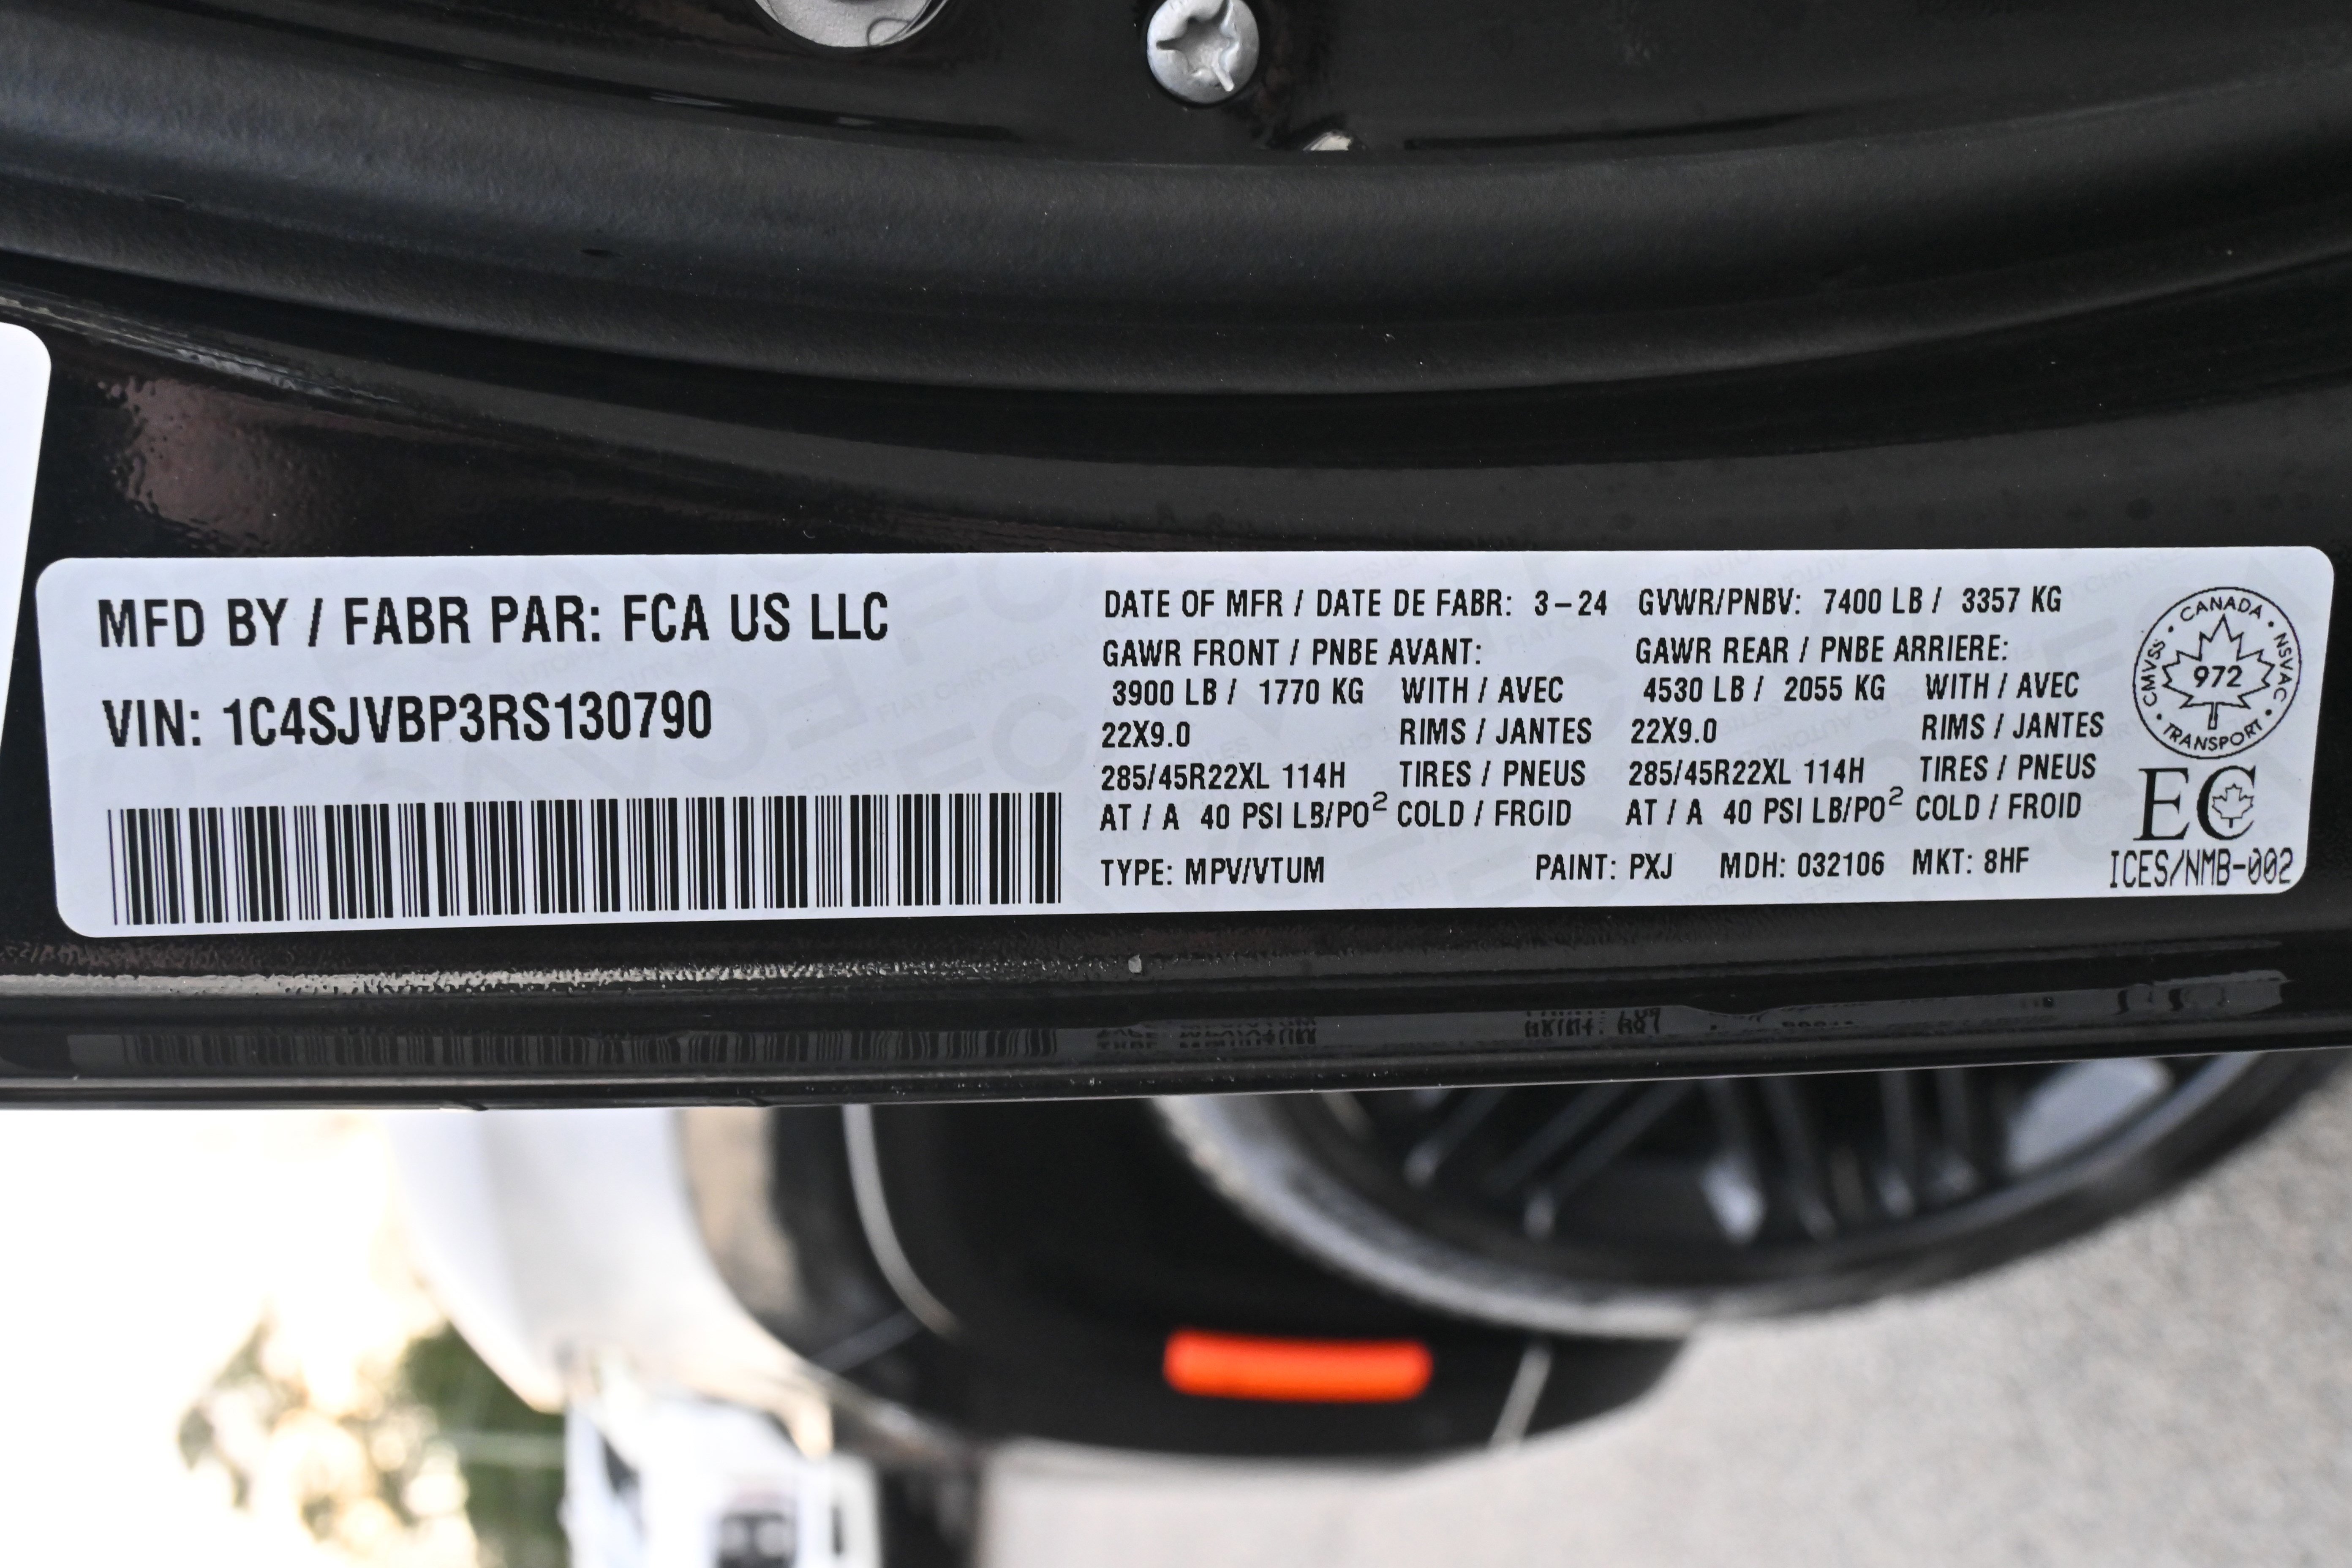 MFD BY / FABR PAR: FCA US LLC
VIN: 1C4SJVBP3RS130790
DATE OF MFR / DATE DE FABR: 3-24 GVWR/PNBV: 7400 LB / 3357 KG
GAWR FRONT / PNBE AVANT: GAWR REAR / PNBE ARRIERE:
3900 LB / 1770 KG WITH / AVEC 4530 LB / 2055 KG WITH / AVEC
22X9.0 RIMS / JANTES 22X9.0 RIMS / JANTES
285/45R22XL 114H TIRES / PNEUS 285/45R22XL 114H TIRES / PNEUS
AT / A 40 PSI LB/PO² COLD / FROID AT / A 40 PSI LB/PO² COLD / FROID
TYPE: MPV/VTUM PAINT: PXJ MDH: 032106 MKT: 8HF
CANADA • NSVAC • TRANSPORT • CMVSS •
972
EC
ICES/NMB-002